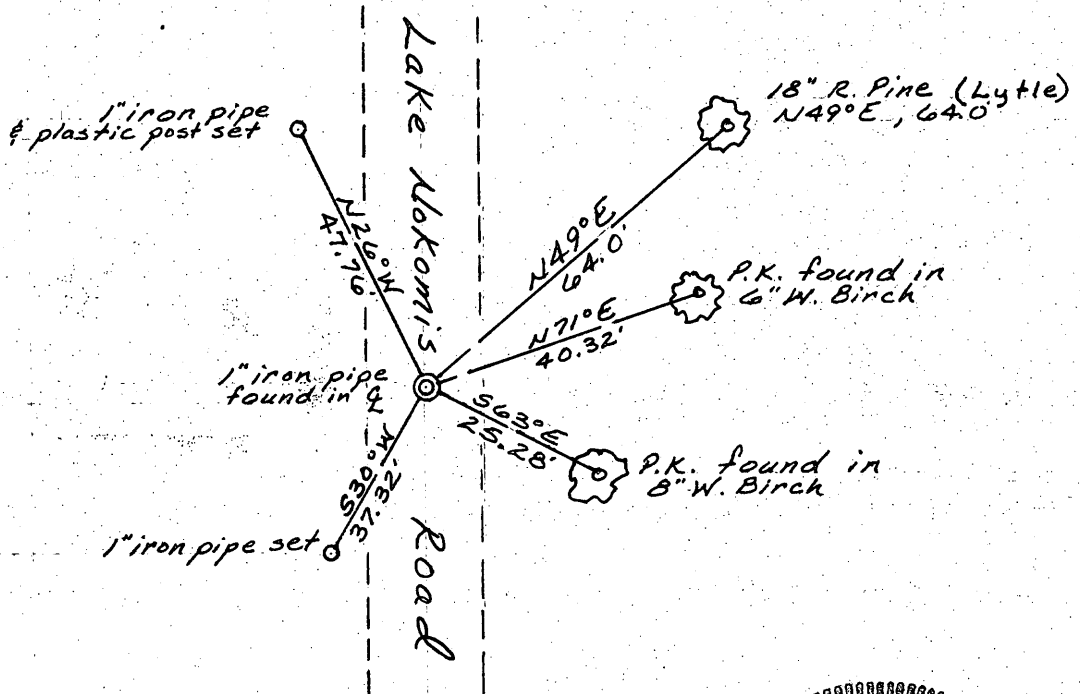 Lake Nokomis Road
1" iron pipe
& plastic post set
18" R. Pine (Lytle)
N49°E, 64.0'
N26°W
47.76'
N49°E
64.0'
P.K. found in
6" W. Birch
N71°E
40.32'
1" iron pipe
found in ℄
S63°E
25.28'
P.K. found in
8" W. Birch
S30°W
37.32'
1" iron pipe set